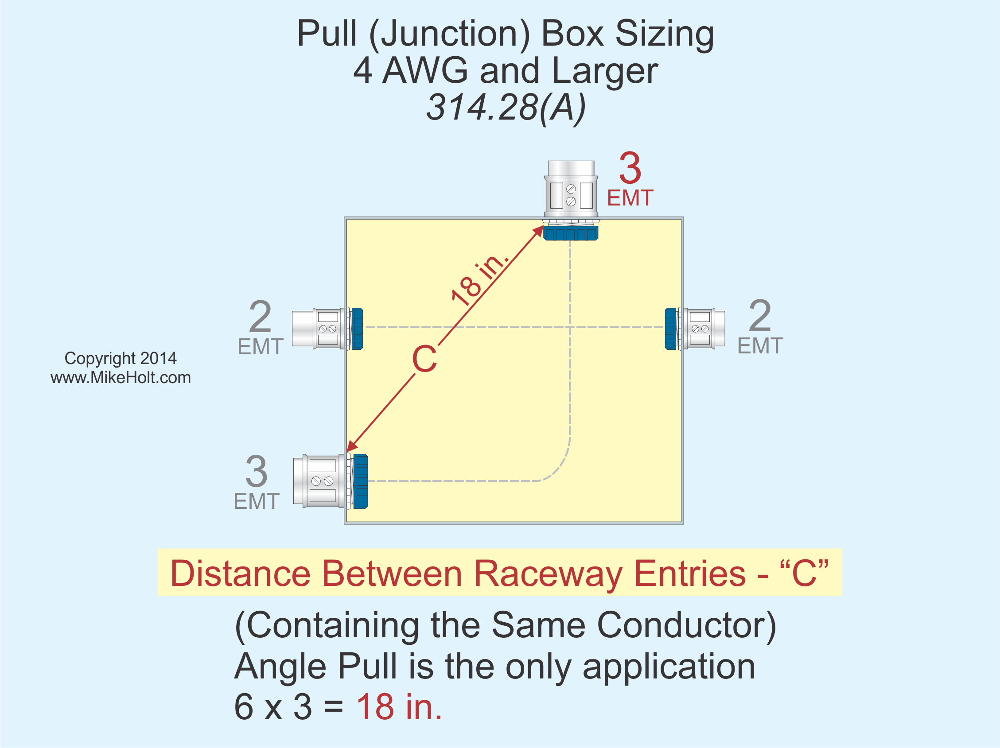 Pull (Junction) Box Sizing
4 AWG and Larger
314.28(A)
3
EMT
18 in.
2
EMT
2
EMT
C
Copyright 2014
www.MikeHolt.com
3
EMT
Distance Between Raceway Entries - “C”
(Containing the Same Conductor)
Angle Pull is the only application
6 x 3 = 18 in.